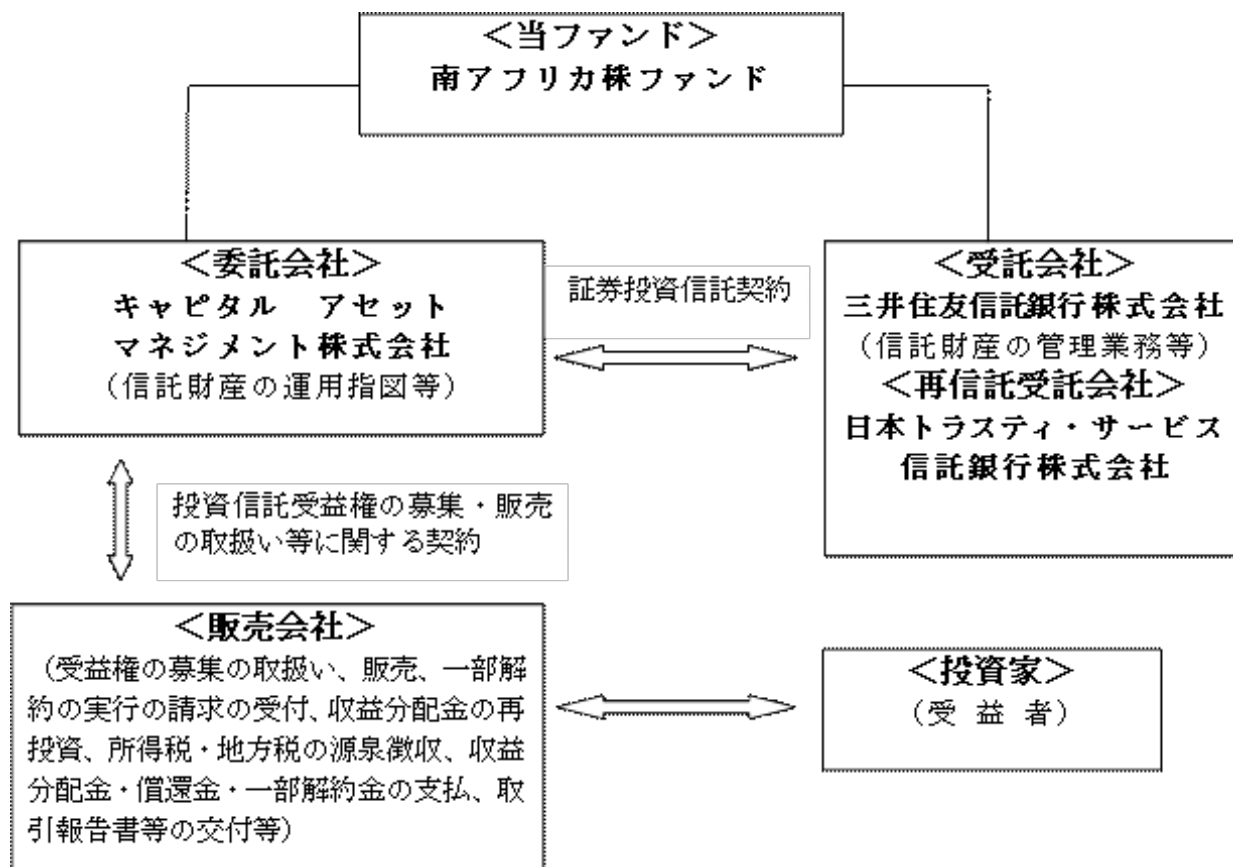 ＜当ファンド＞
南アフリカ株ファンド
＜委託会社＞
キャピタル　アセット
マネジメント株式会社
（信託財産の運用指図等）
証券投資信託契約
＜受託会社＞
三井住友信託銀行株式会社
（信託財産の管理業務等）
＜再信託受託会社＞
日本トラスティ・サービス
信託銀行株式会社
投資信託受益権の募集・販売
の取扱い等に関する契約
＜販売会社＞
（受益権の募集の取扱い、販売、一部解
約の実行の請求の受付、収益分配金の再
投資、所得税・地方税の源泉徴収、収益
分配金・償還金・一部解約金の支払、取
引報告書等の交付等）
＜投資家＞
（受 益 者）